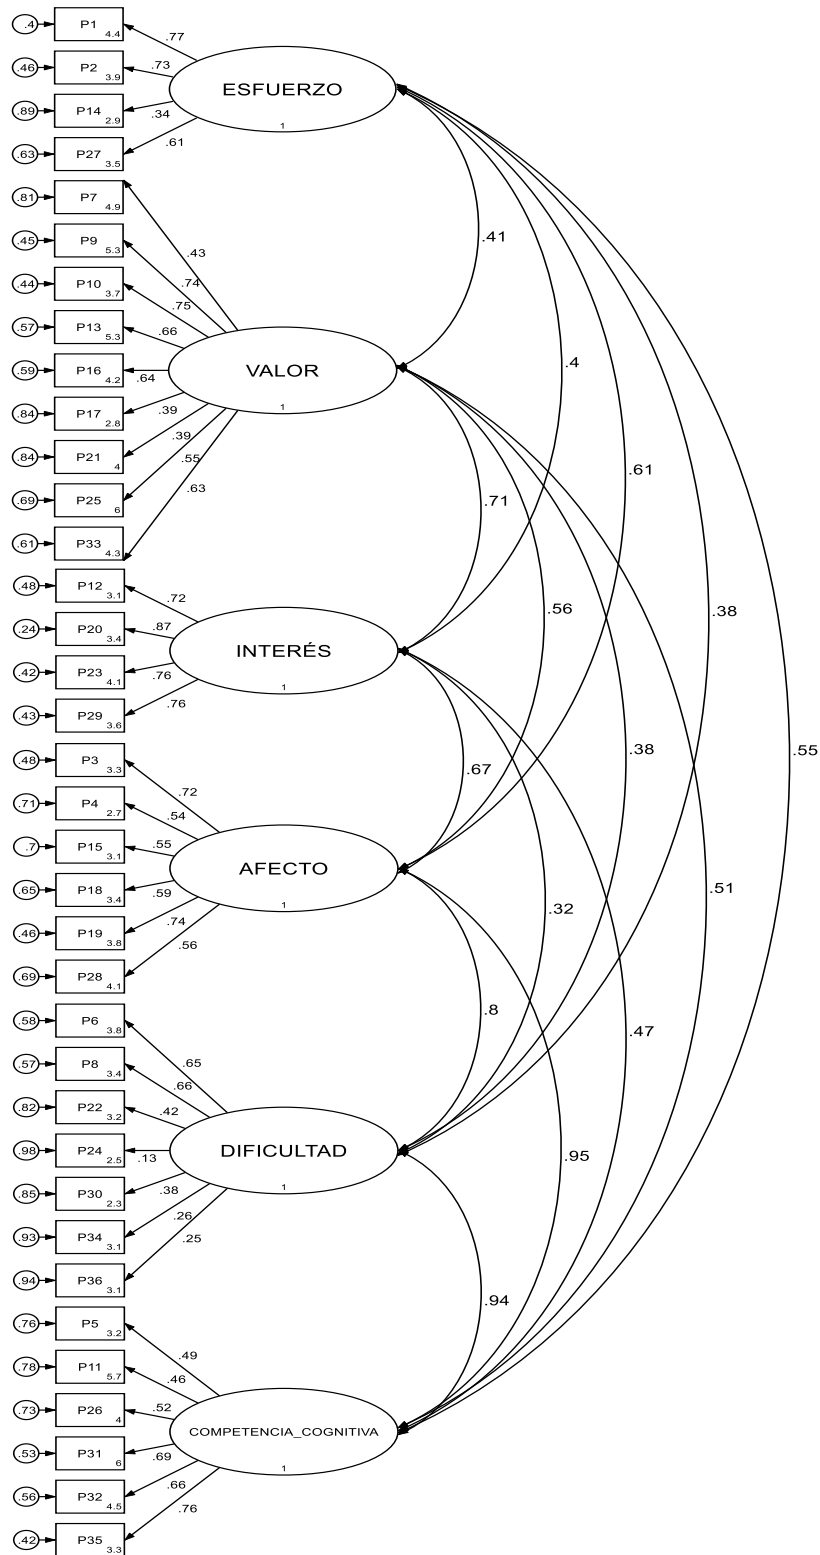 .4 P1 4.4 .77
.46 P2 3.9 .73
ESFUERZO
.89 P14 2.9 .34
1
.63 P27 3.5 .61
.81 P7 4.9 .43
.45 P9 5.3 .74
.41
.44 P10 3.7 .75
.57 P13 5.3 .66
.4
.59 P16 4.2 .64
VALOR
1
.84 P17 2.8 .39
.84 P21 4 .39
.61
.69 P25 6 .55
.71
.61 P33 4.3 .63
.48 P12 3.1 .72
.56
.38
.24 P20 3.4 .87
INTERÉS
.42 P23 4.1 .76
1
.43 P29 3.6 .76
.38
.55
.48 P3 3.3 .72
.67
.71 P4 2.7 .54
.7 P15 3.1 .55
AFECTO
.65 P18 3.4 .59
1
.51
.32
.46 P19 3.8 .74
.69 P28 4.1 .56
.8
.58 P6 3.8 .65
.47
.57 P8 3.4 .66
.82 P22 3.2 .42
.98 P24 2.5 .13
DIFICULTAD
.95
1
.85 P30 2.3 .38
.93 P34 3.1 .26
.94 P36 3.1 .25
.94
.76 P5 3.2 .49
.78 P11 5.7 .46
.73 P26 4 .52
COMPETENCIA_COGNITIVA
1
.53 P31 6 .69
.56 P32 4.5 .66
.42 P35 3.3 .76